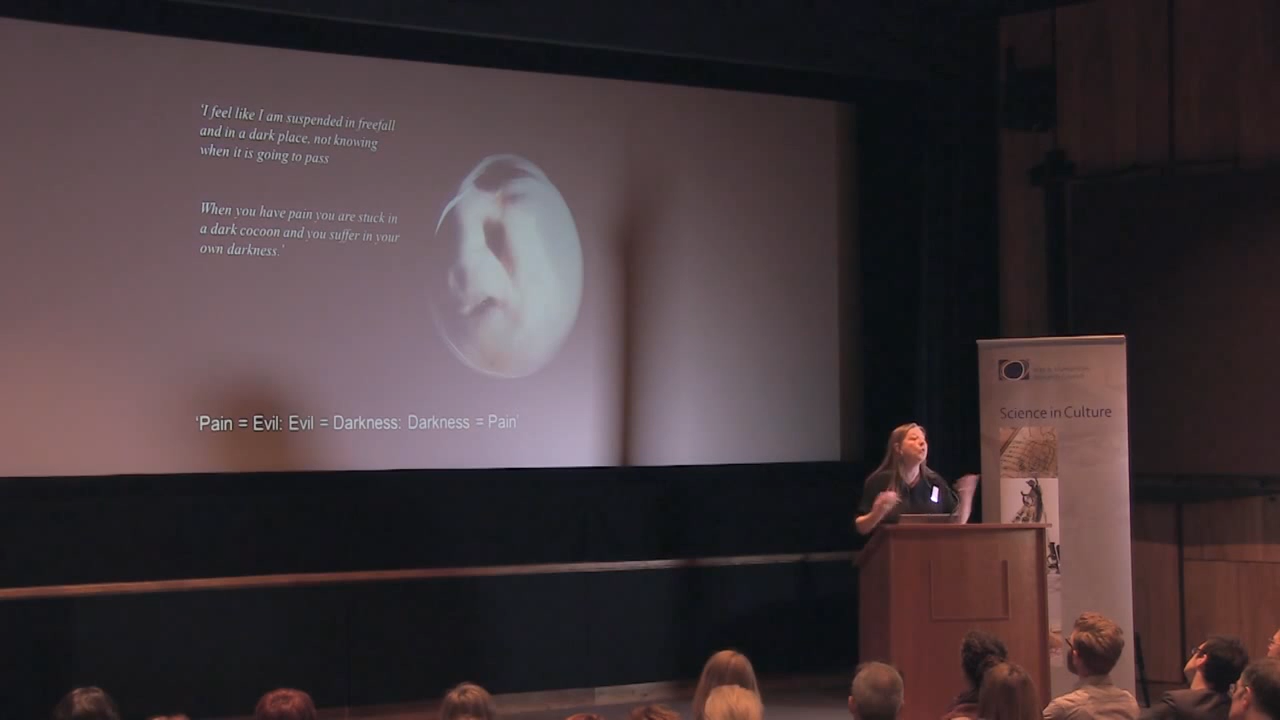 'I feel like I am suspended in freefall
and in a dark place, not knowing
when it is going to pass
When you have pain you are stuck in
a dark cocoon and you suffer in your
own darkness.'
'Pain = Evil: Evil = Darkness: Darkness = Pain'
Science in Culture